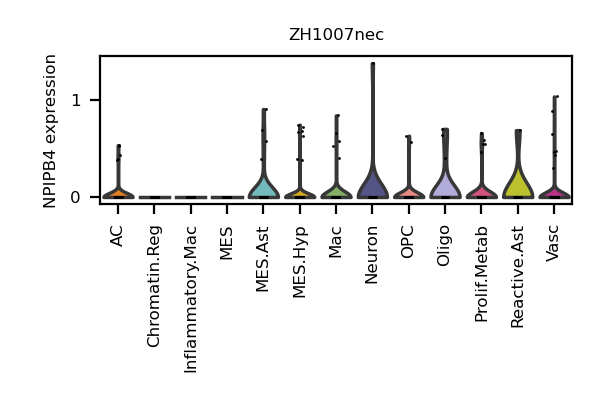 ZH1007nec
NPIPB4 expression
1
0
AC
Chromatin.Reg
Inflammatory.Mac
MES
MES.Ast
MES.Hyp
Mac
Neuron
OPC
Oligo
Prolif.Metab
Reactive.Ast
Vasc